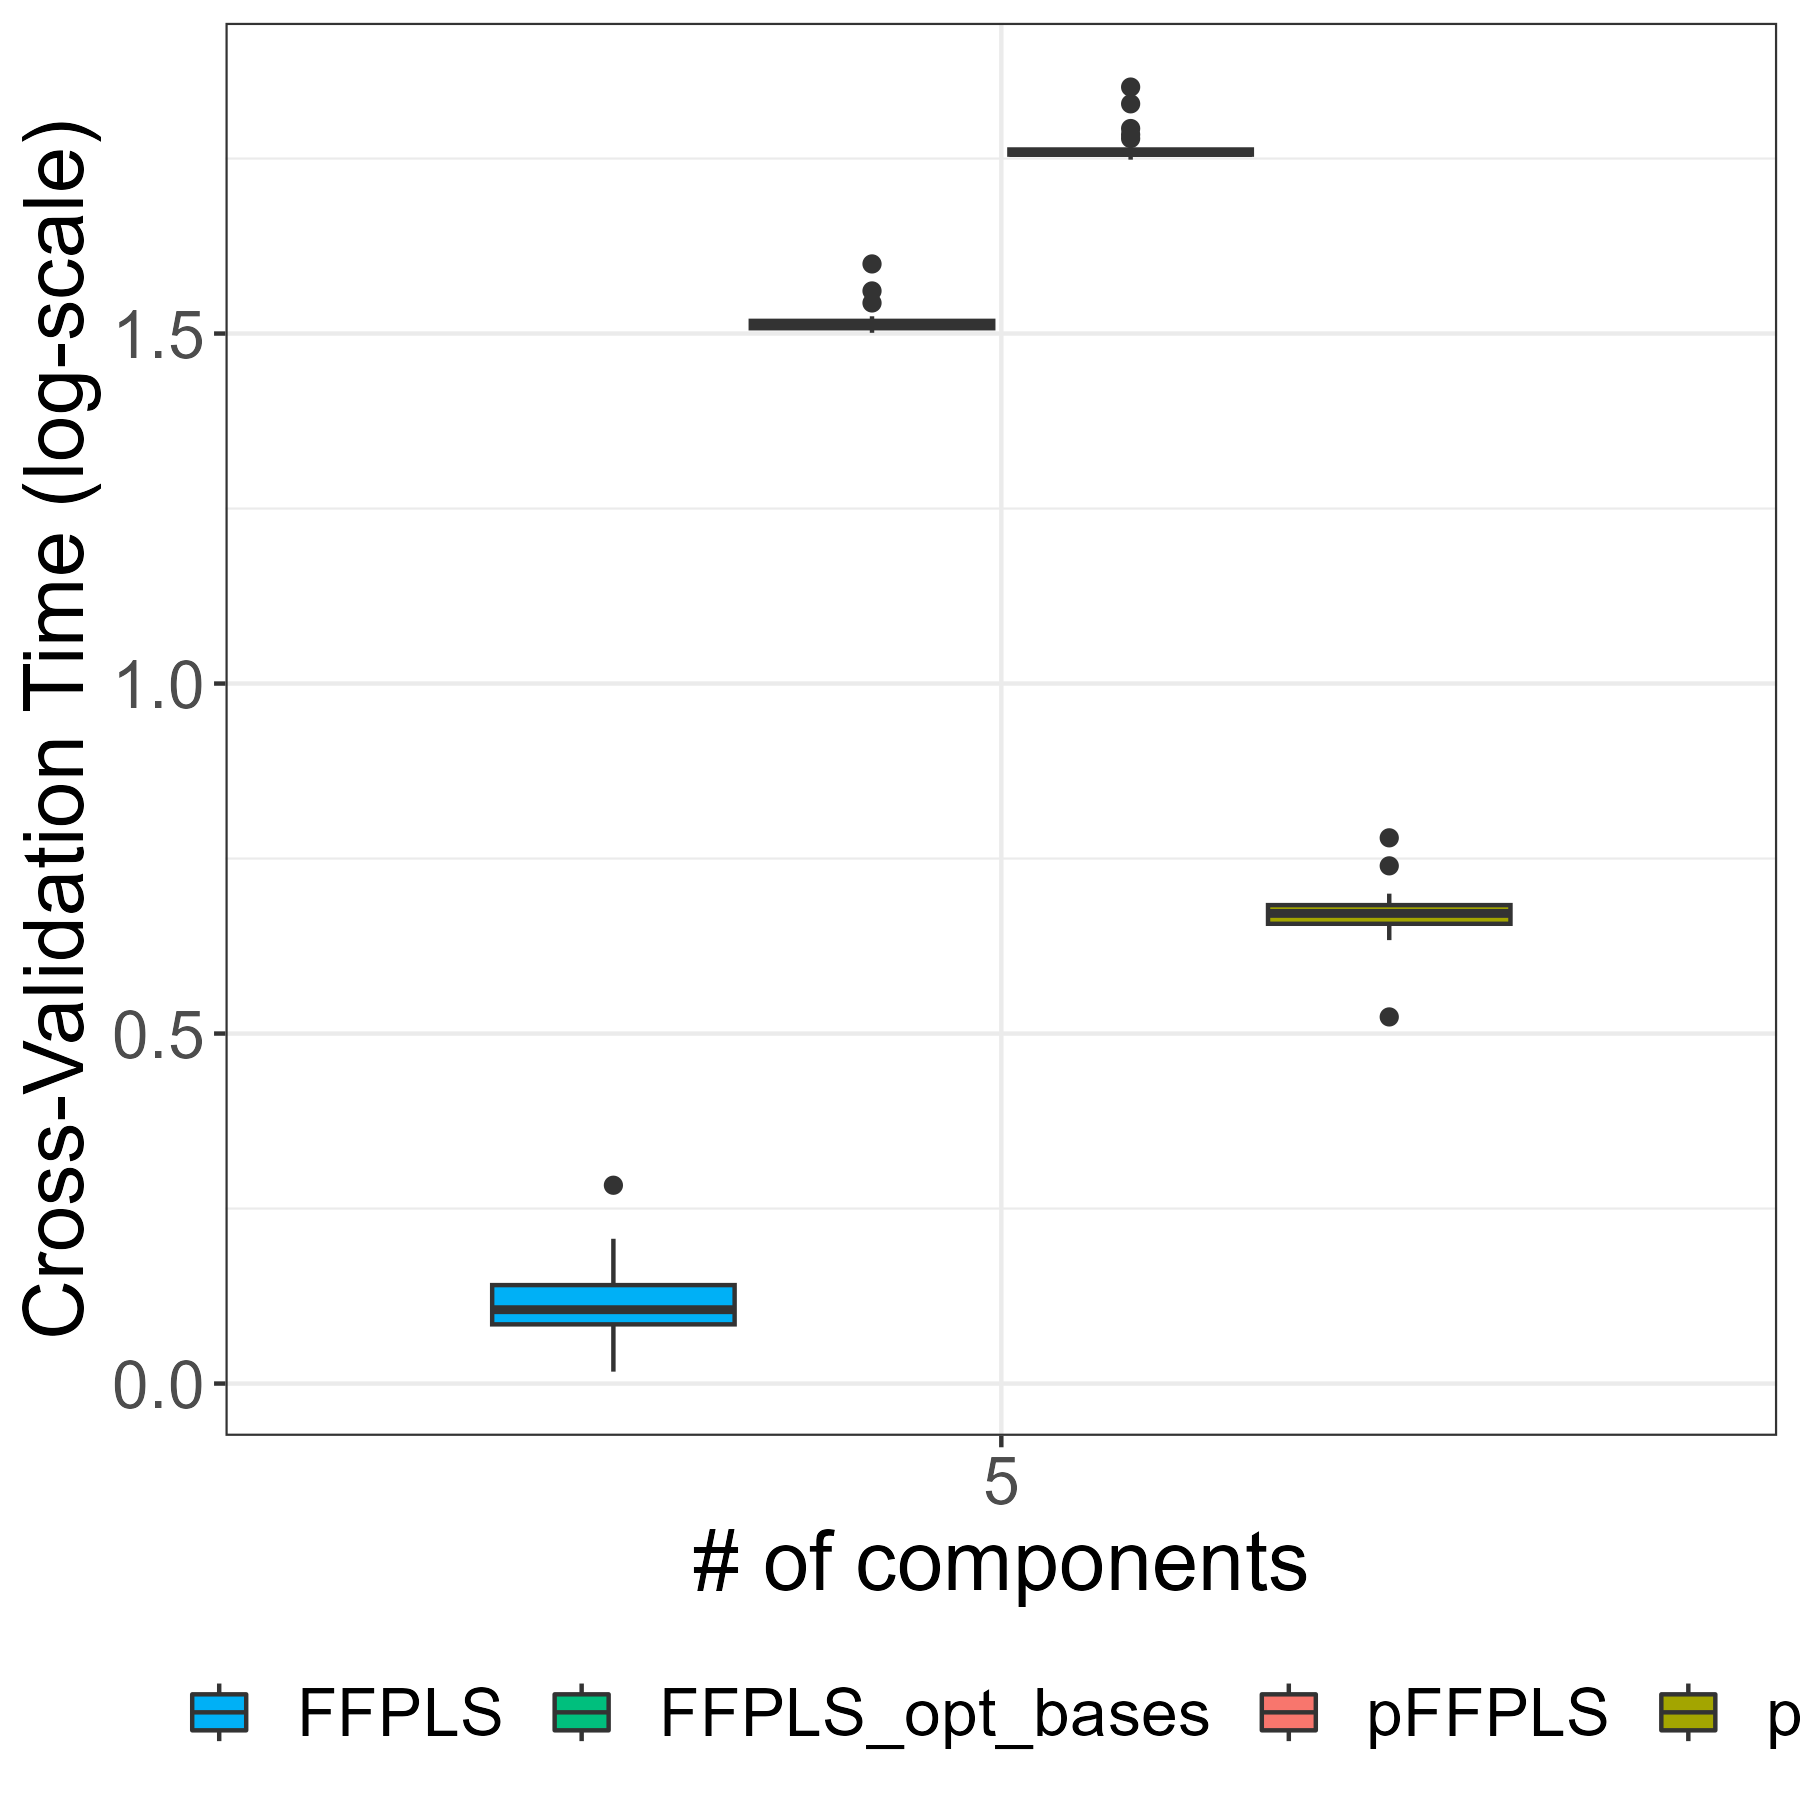 Cross-Validation Time (log-scale)
1.5
1.0
0.5
0.0
5
# of components
FFPLS FFPLS_opt_bases pFFPLS p